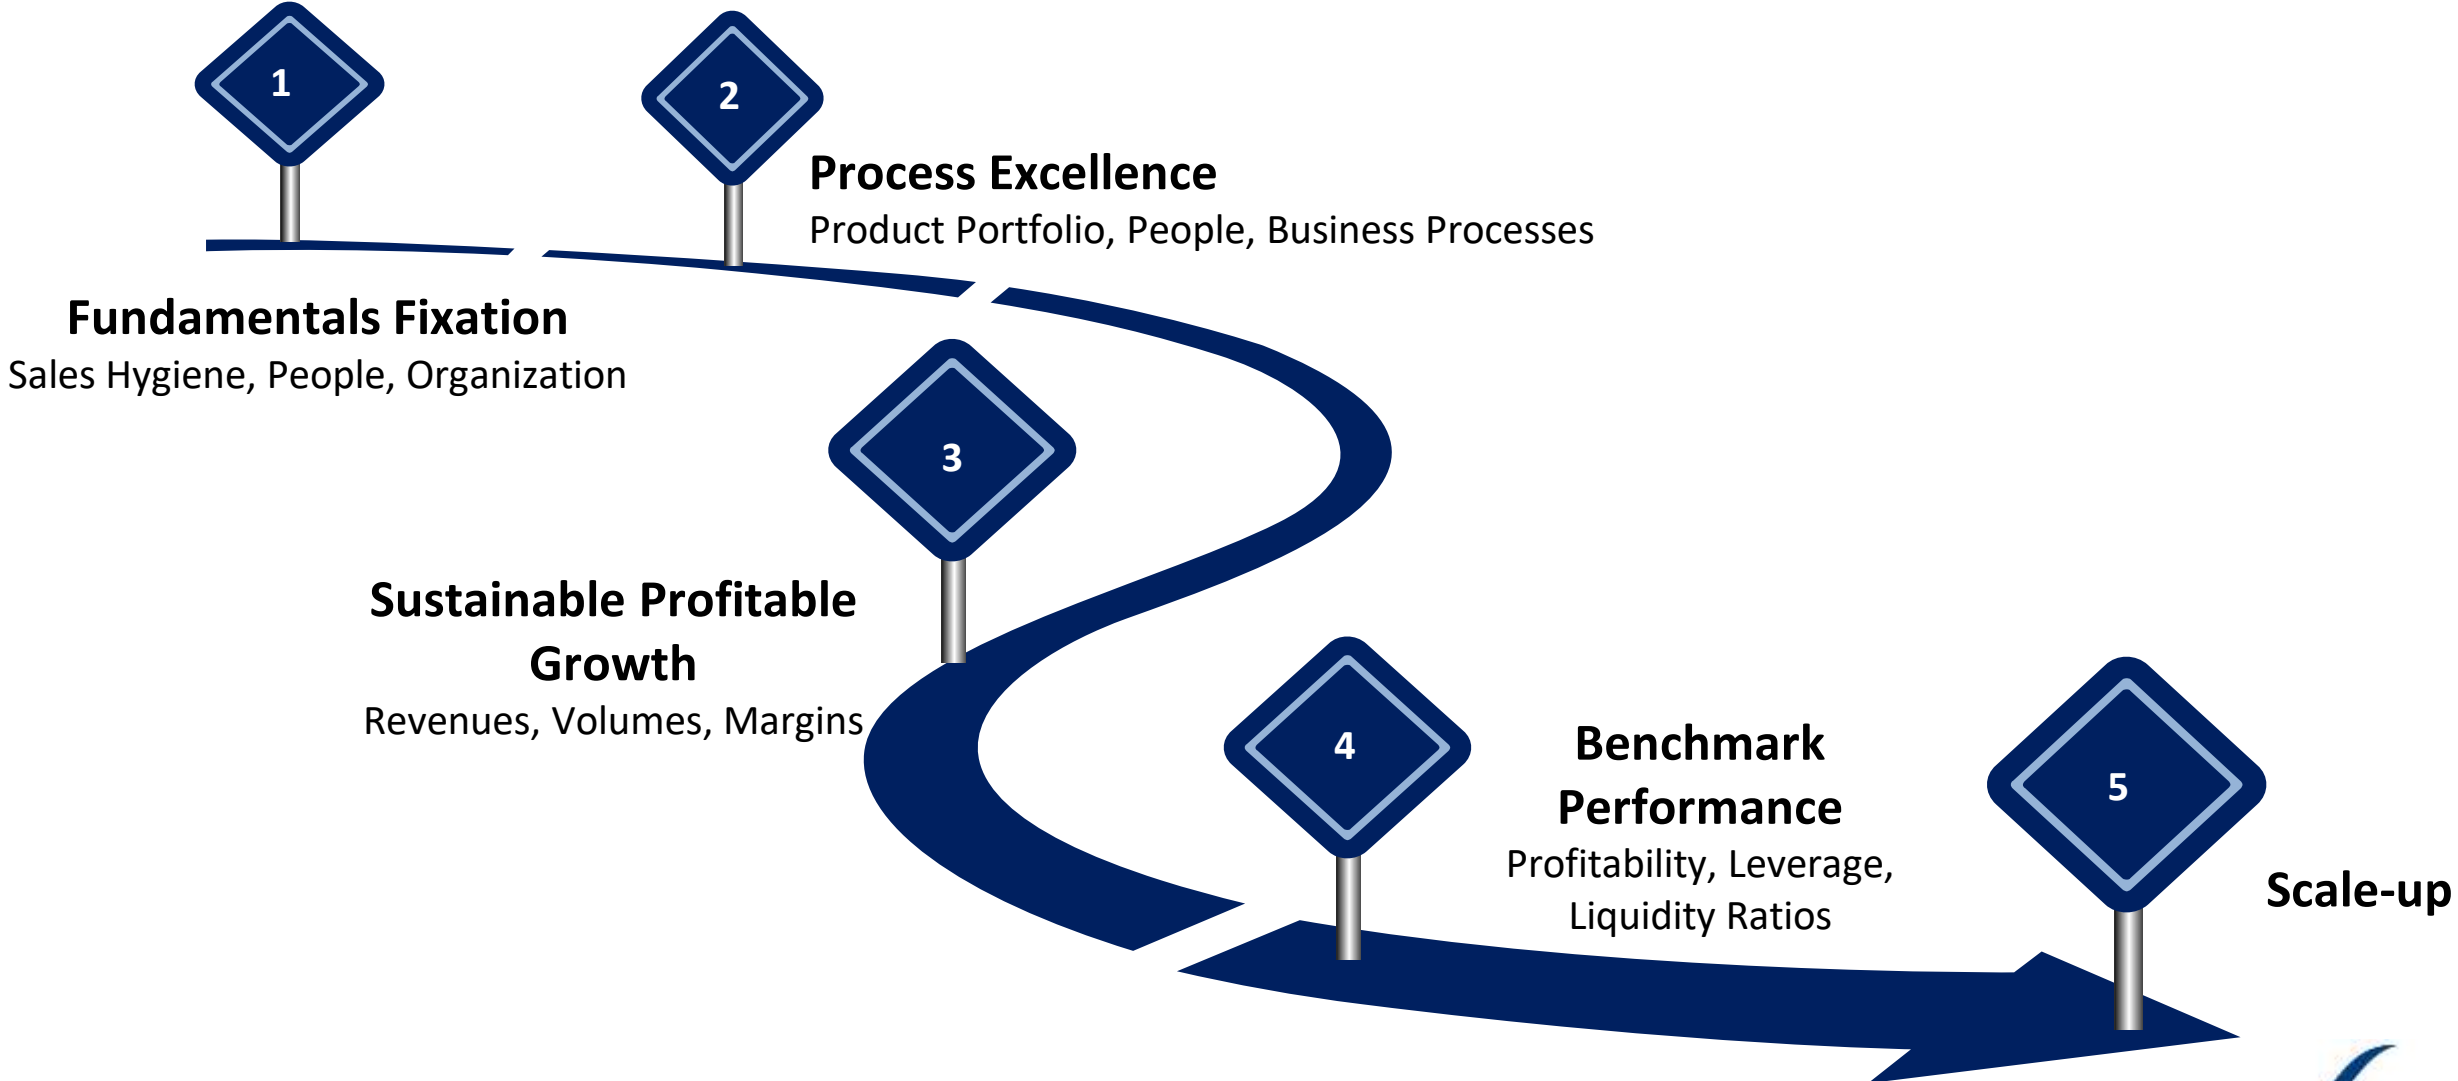 1
Fundamentals Fixation
Sales Hygiene, People, Organization
2
Process Excellence
Product Portfolio, People, Business Processes
3
Sustainable Profitable
Growth
Revenues, Volumes, Margins
4
Benchmark
Performance
Profitability, Leverage,
Liquidity Ratios
5
Scale-up